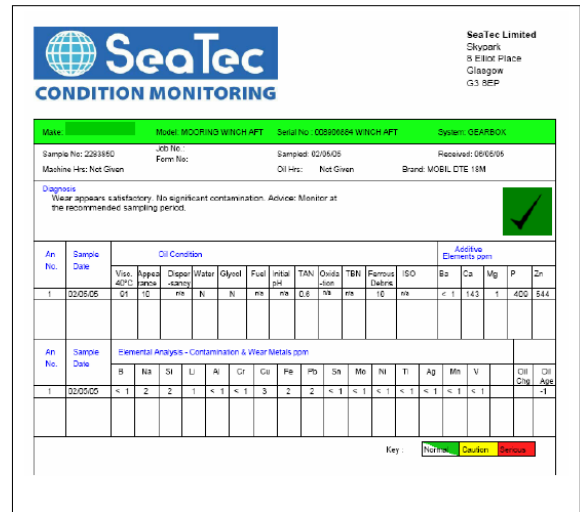 SeaTec
CONDITION MONITORING
SeaTec Limited
Skypark
8 Elliot Place
Glasgow
G3 8EP
Make: Model: MOORING WINCH AFT Serial No : 008906884 WINCH AFT System: GEARBOX
Sample No: 2283950 Job No.: Sampled: 02/05/05 Received: 06/05/05
Form No:
Machine Hrs: Not Given Oil Hrs: Not Given Brand: MOBIL DTE 18M
Diagnosis
Wear appears satisfactory. No significant contamination. Advice: Monitor at
the recommended sampling period.
An No. Sample Date Oil Condition Additive Elements ppm
Visc. 40°C Appea rance Disper -sancy Water Glycol Fuel Initial pH TAN Oxida -tion TBN Ferrous Debris ISO Ba Ca Mg P Zn
1 02/05/05 91 10 n/a N N n/a n/a 0.6 n/a n/a 10 n/a < 1 143 1 409 544
An No. Sample Date Elemental Analysis - Contamination & Wear Metals ppm
B Na Si Li Al Cr Cu Fe Pb Sn Mo Ni Ti Ag Mn V Oil Chg Oil Age
1 02/05/05 < 1 2 2 1 < 1 < 1 3 2 2 < 1 < 1 < 1 < 1 < 1 < 1 < 1 -1
Key : Normal Caution Serious